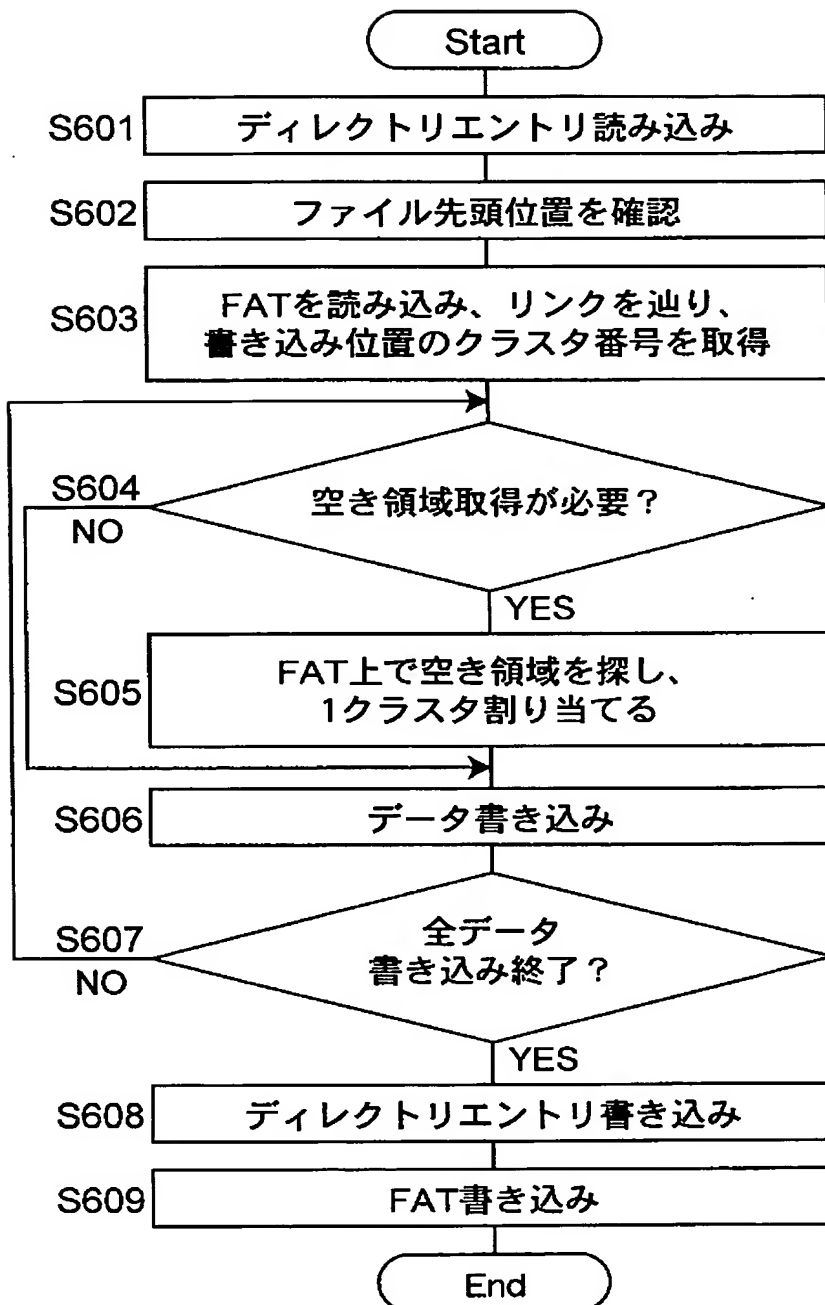 Start
S601
ディレクトリエントリ読み込み
S602
ファイル先頭位置を確認
S603
FATを読み込み、リンクを辿り、
書き込み位置のクラスタ番号を取得
S604
NO
空き領域取得が必要？
YES
S605
FAT上で空き領域を探し、
1クラスタ割り当てる
S606
データ書き込み
S607
NO
全データ
書き込み終了？
YES
S608
ディレクトリエントリ書き込み
S609
FAT書き込み
End